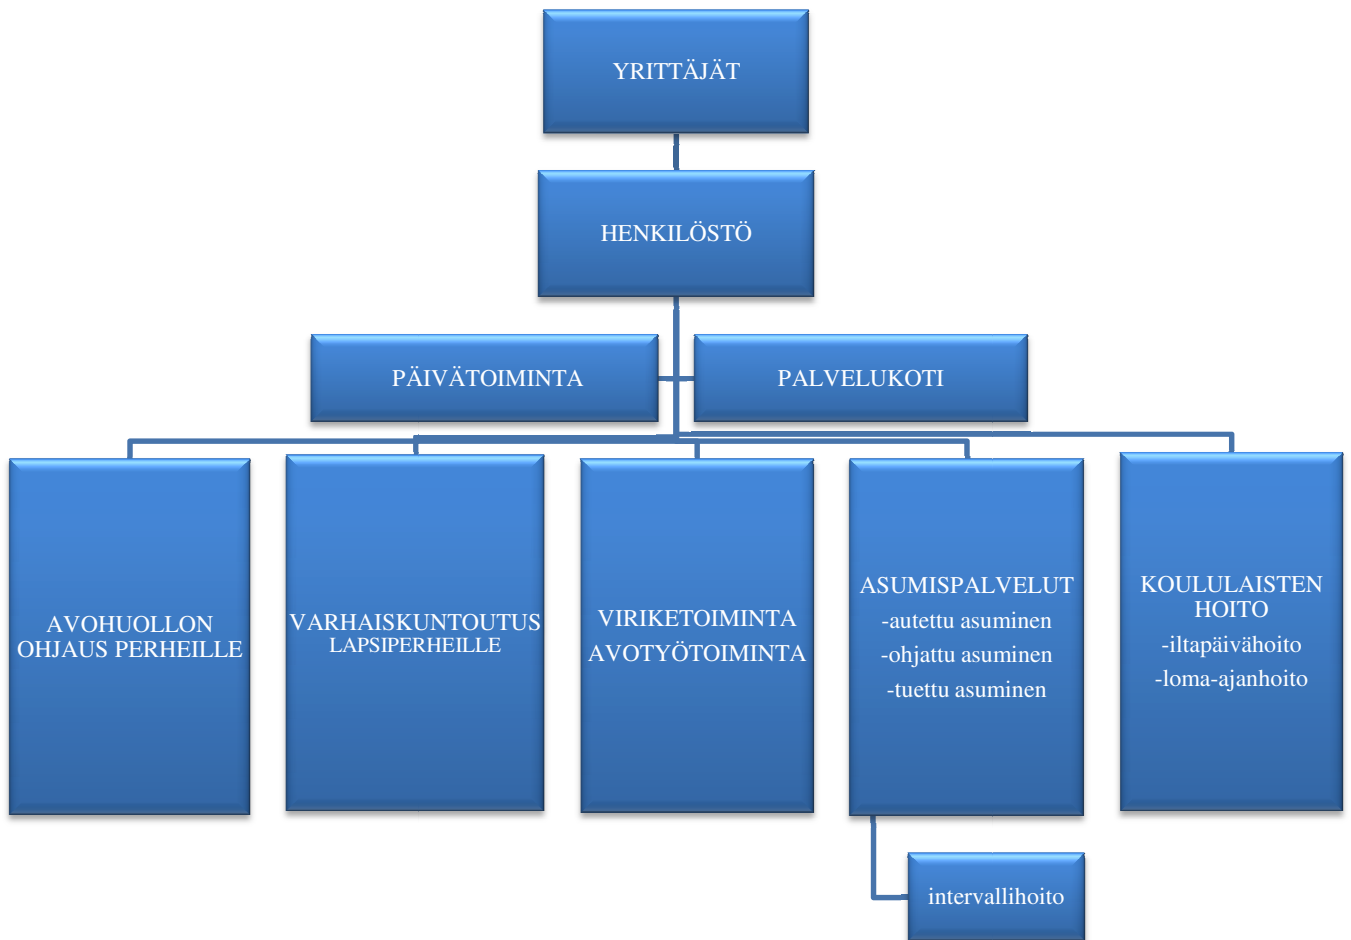 YRITTÄJÄT
HENKILÖSTÖ
PÄIVÄTOIMINTA
PALVELUKOTI
AVOHUOLLON
OHJAUS PERHEILLE
VARHAISKUNTOUTUS
LAPSIPERHEILLE
VIRIKETOIMINTA
AVOTYÖTOIMINTA
ASUMISPALVELUT
-autettu asuminen
-ohjattu asuminen
-tuettu asuminen
KOULULAISTEN
HOITO
-iltapäivähoito
-loma-ajanhoito
intervallihoito